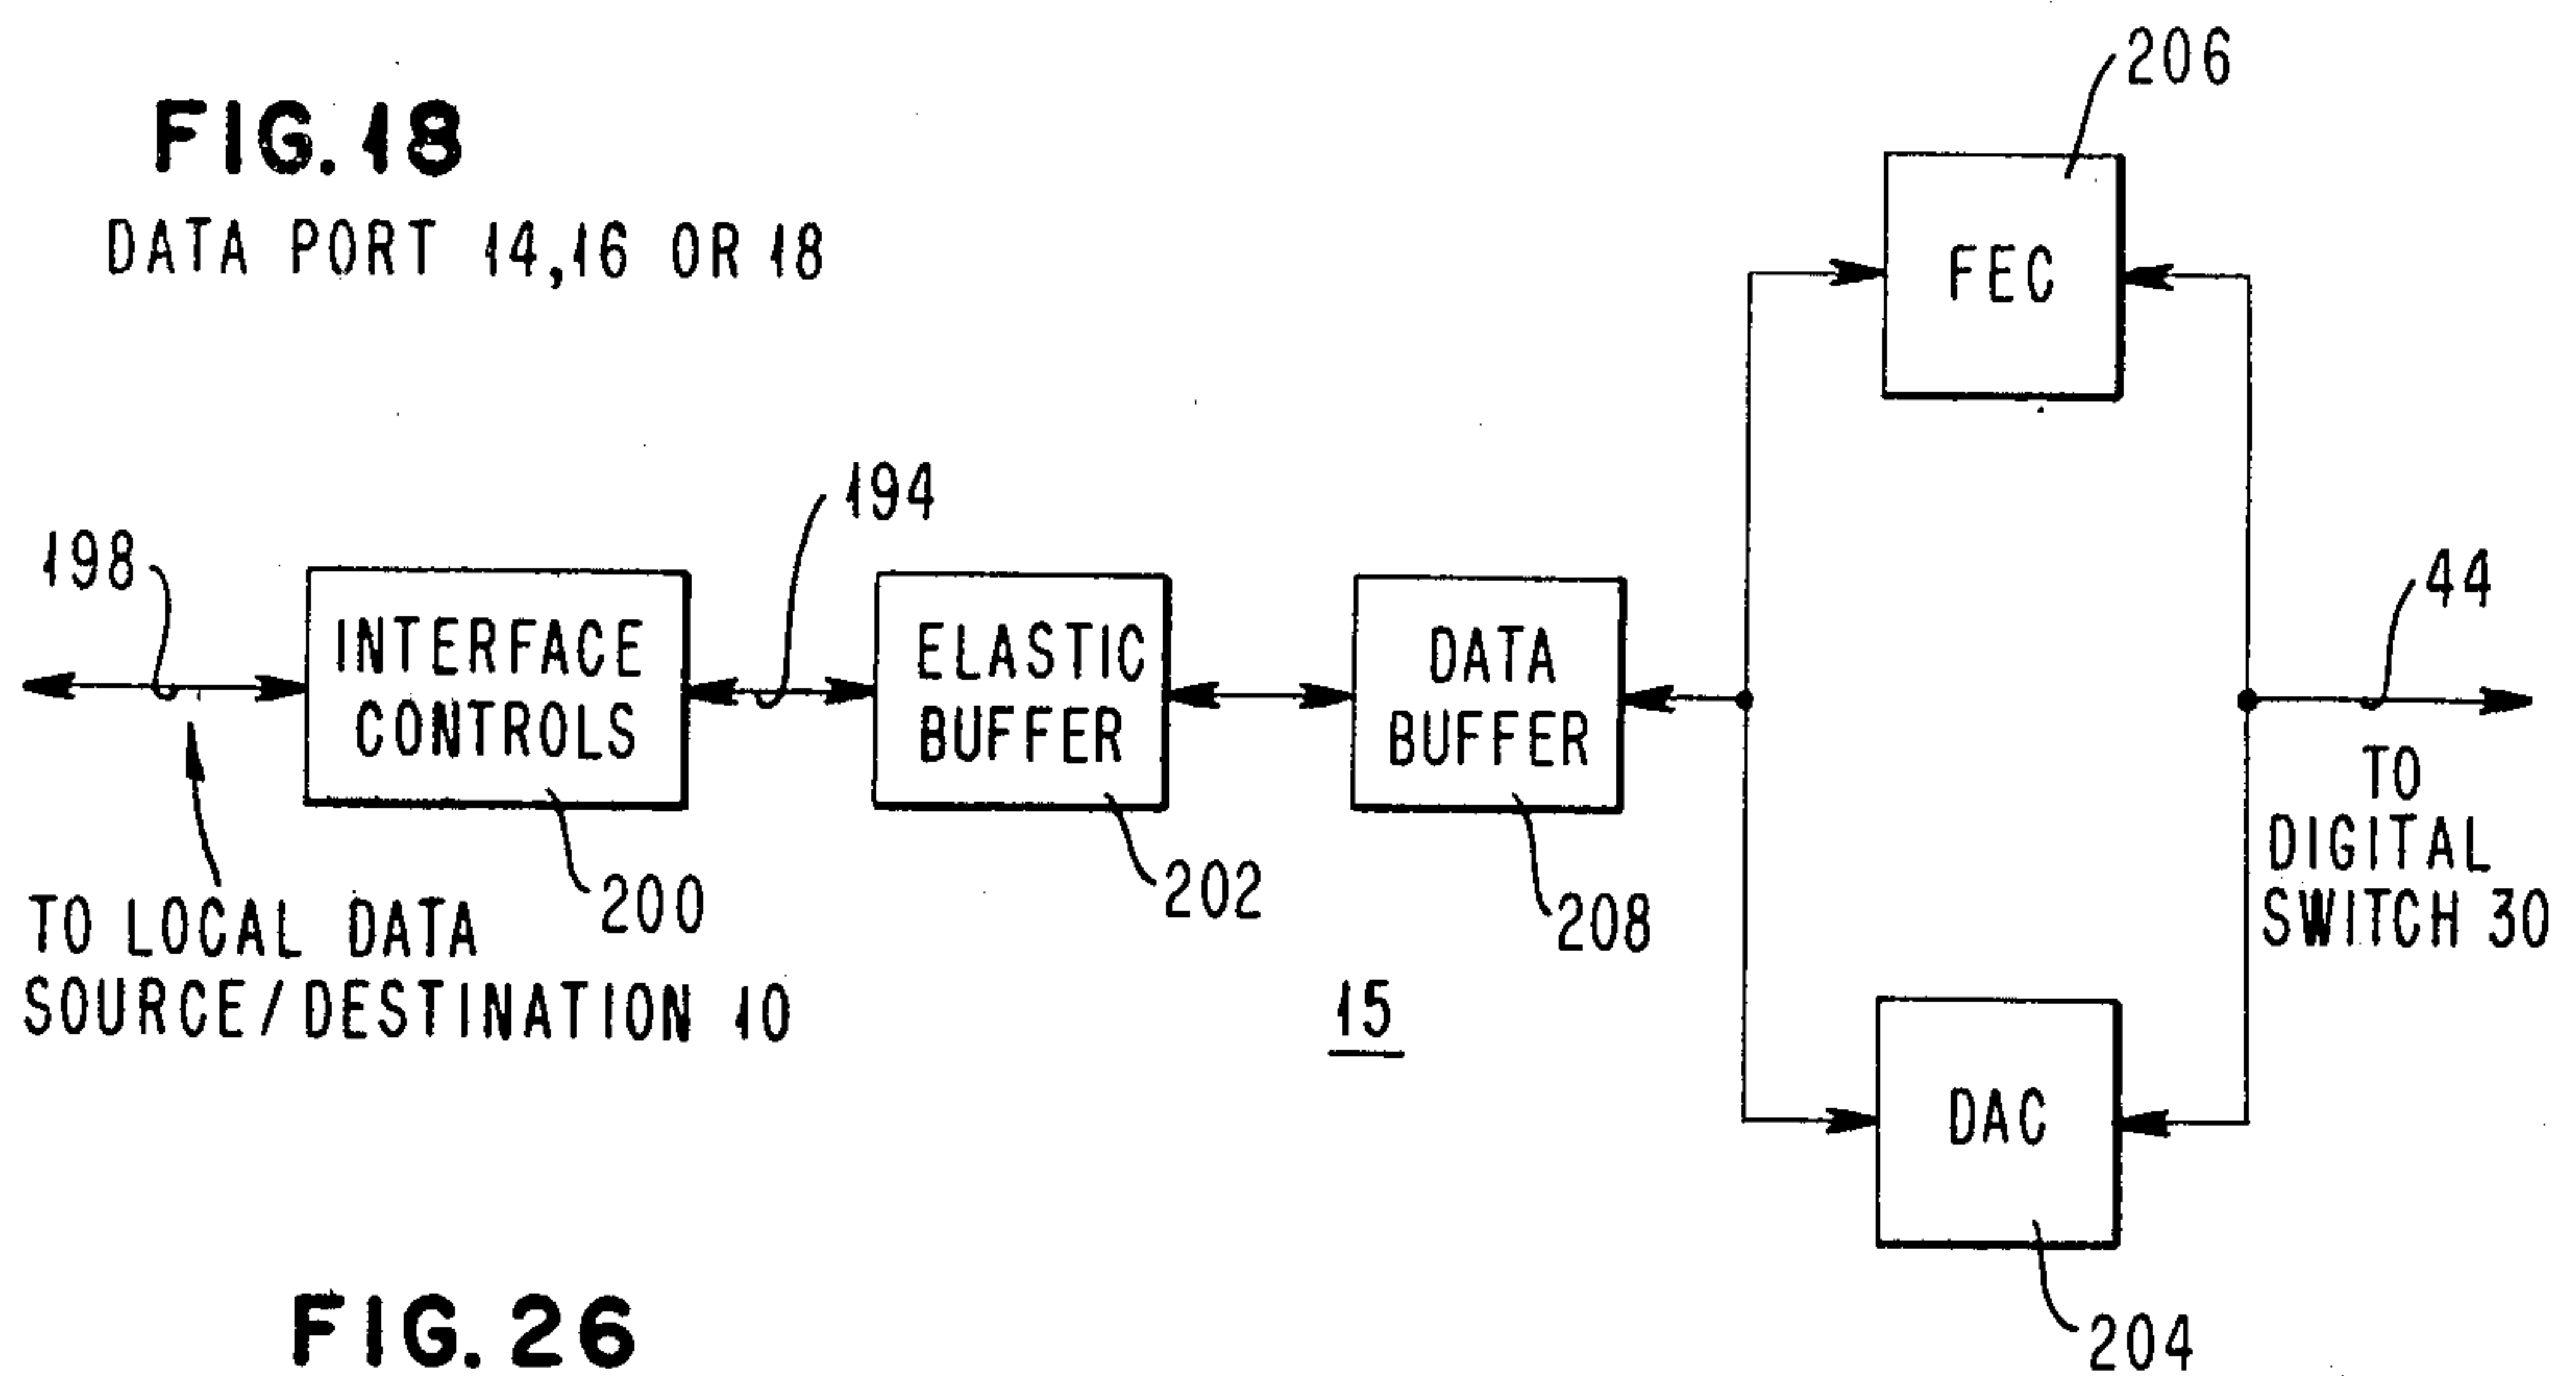 FIG. 18
DATA PORT 14,16 OR 18
206
FEC
194
198
44
INTERFACE
CONTROLS
ELASTIC
BUFFER
DATA
BUFFER
TO
DIGITAL
SWITCH 30
200
202
208
TO LOCAL DATA
SOURCE/DESTINATION 10
15
DAC
204
FIG. 26